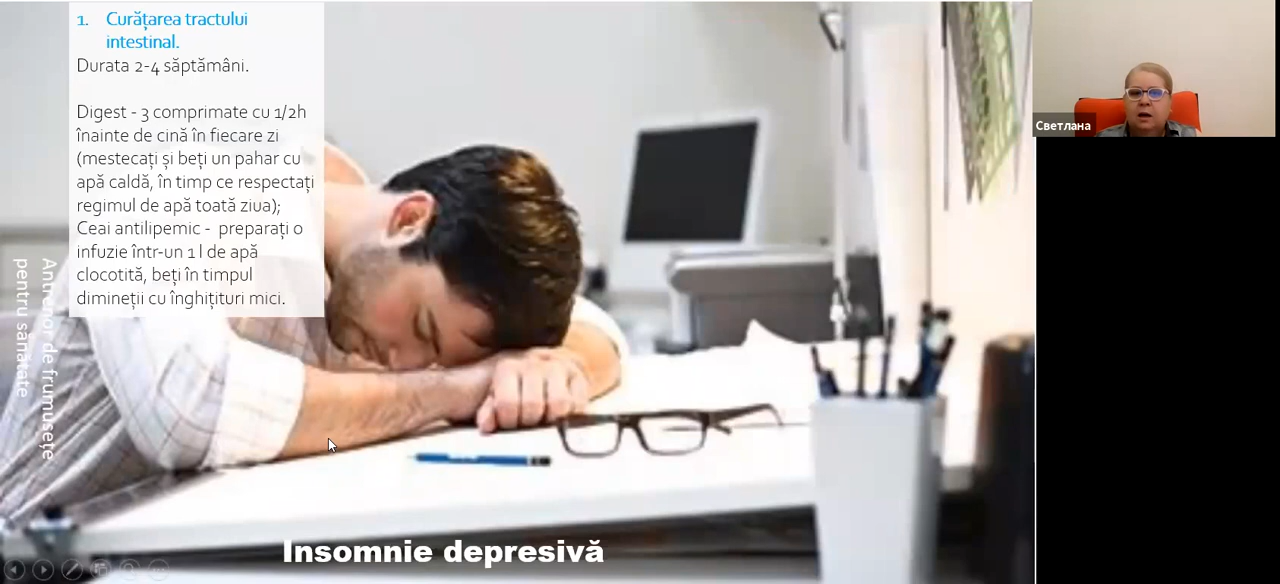 1. Curățarea tractului
intestinal.
Durata 2-4 săptămâni.
Digest - 3 comprimate cu 1/2h
înainte de cină în fiecare zi
(mestecați și beți un pahar cu
apă caldă, în timp ce respectați
regimul de apă toată ziua);
Ceai antilipemic - preparați o
infuzie într-un 1 l de apă
clocotită, beți în timpul
dimineții cu înghițituri mici.
Antrenor de frumusețe
pentru sănătate
Insomnie depresivă
Светлана